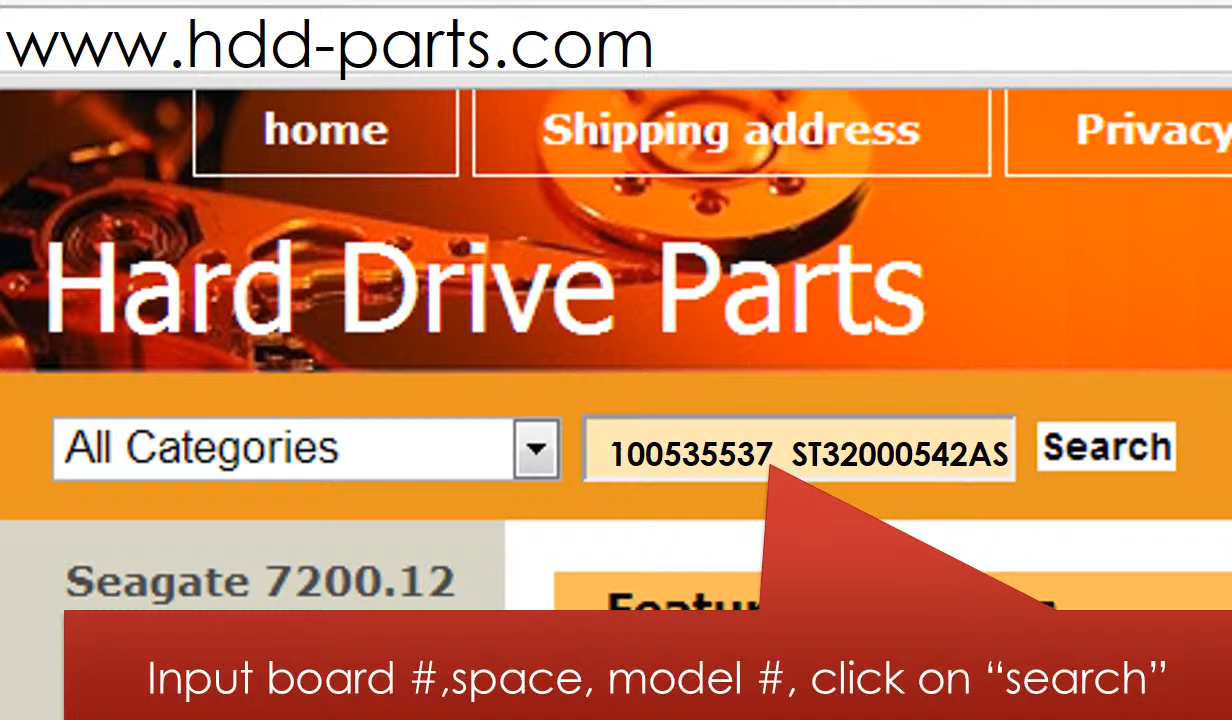 www.hdd-parts.com
home Shipping address Privacy
Hard Drive Parts
All Categories 100535537 ST32000542AS Search
Seagate 7200.12
Input board #,space, model #, click on “search”